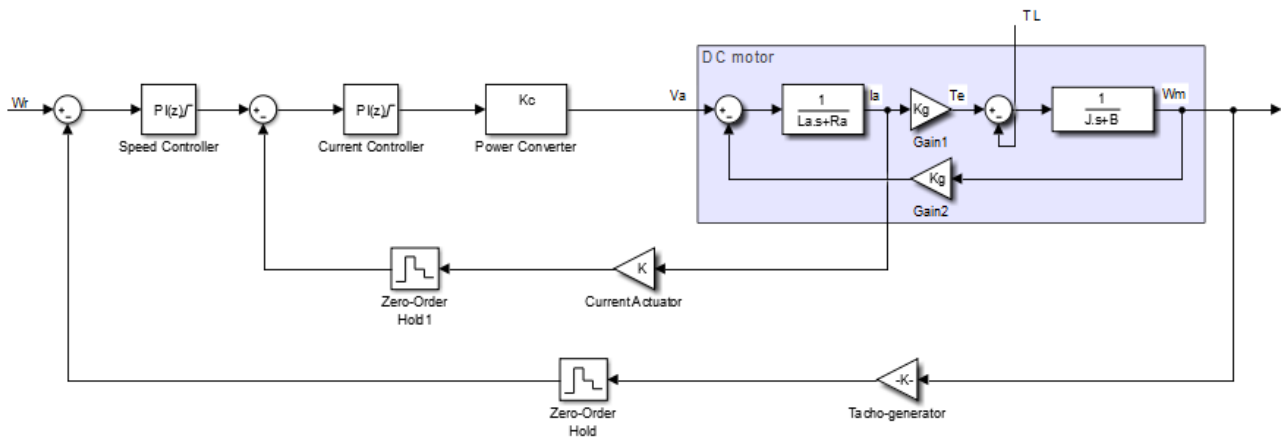 TL
DC motor
Wr
+
-
PI(z)
Speed Controller
+
-
PI(z)
Current Controller
Kc
Power Converter
Va
+
-
1
La.s+Ra
Ia
Kg
Gain1
Te
+
-
1
J.s+B
Wm
Kg
Gain2
Zero-Order
Hold1
K
Current Actuator
Zero-Order
Hold
-K-
Tacho-generator